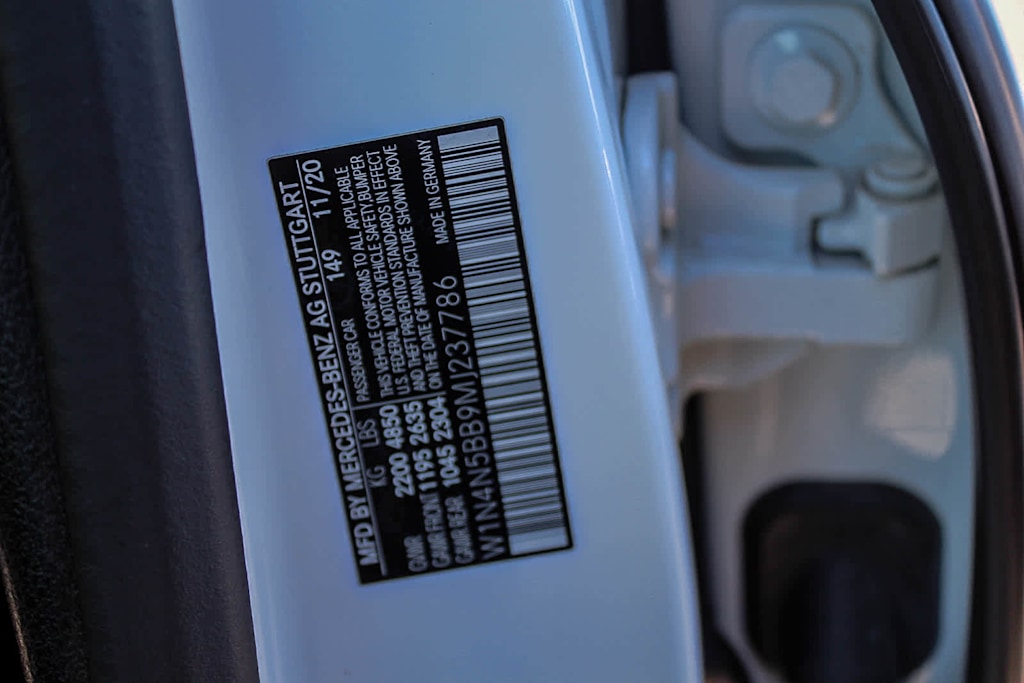 MFD BY MERCEDES-BENZ AG STUTTGART
KG LBS PASSENGER CAR 149 11/20
GVWR 2200 4850 THIS VEHICLE CONFORMS TO ALL APPLICABLE
GAWR FRONT 1195 2635 U.S. FEDERAL MOTOR VEHICLE SAFETY,BUMPER
GAWR REAR 1045 2304 AND THEFT PREVENTION STANDARDS IN EFFECT
ON THE DATE OF MANUFACTURE SHOWN ABOVE
W1N4N5BB9MJ237786 MADE IN GERMANY